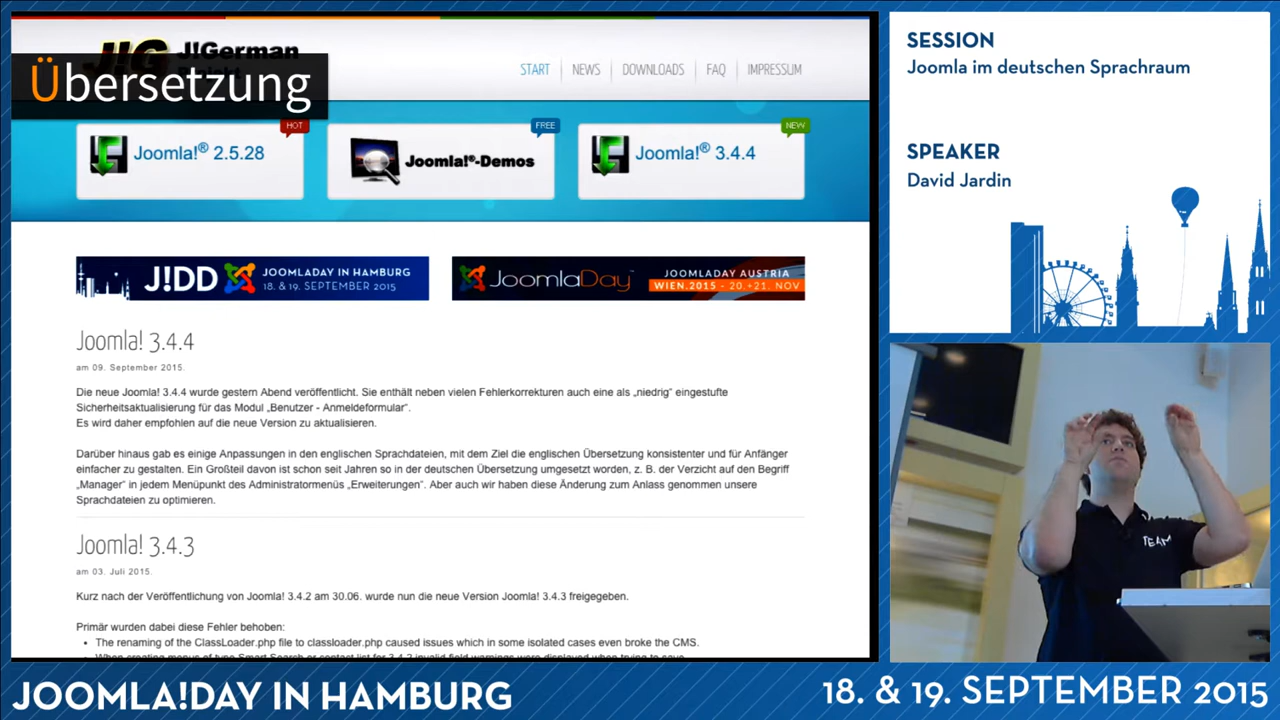 J!G J!German
Übersetzung
START NEWS DOWNLOADS FAQ IMPRESSUM
HOT
Joomla!® 2.5.28
FREE
Joomla!®-Demos
NEW
Joomla!® 3.4.4
J!DD JOOMLADAY IN HAMBURG
18. & 19. SEPTEMBER 2015
JoomlaDay™ JOOMLADAY AUSTRIA
WIEN.2015 - 20.+21. NOV
Joomla! 3.4.4
am 09. September 2015.
Die neue Joomla! 3.4.4 wurde gestern Abend veröffentlicht. Sie enthält neben vielen Fehlerkorrekturen auch eine als „niedrig" eingestufte
Sicherheitsaktualisierung für das Modul „Benutzer - Anmeldeformular".
Es wird daher empfohlen auf die neue Version zu aktualisieren.
Darüber hinaus gab es einige Anpassungen in den englischen Sprachdateien, mit dem Ziel die englischen Übersetzung konsistenter und für Anfänger
einfacher zu gestalten. Ein Großteil davon ist schon seit Jahren so in der deutschen Übersetzung umgesetzt worden, z. B. der Verzicht auf den Begriff
„Manager" in jedem Menüpunkt des Administratormenüs „Erweiterungen". Aber auch wir haben diese Änderung zum Anlass genommen unsere
Sprachdateien zu optimieren.
Joomla! 3.4.3
am 03. Juli 2015.
Kurz nach der Veröffentlichung von Joomla! 3.4.2 am 30.06. wurde nun die neue Version Joomla! 3.4.3 freigegeben.
Primär wurden dabei diese Fehler behoben:
• The renaming of the ClassLoader.php file to classloader.php caused issues which in some isolated cases even broke the CMS.
SESSION
Joomla im deutschen Sprachraum
SPEAKER
David Jardin
TEAM
JOOMLA!DAY IN HAMBURG
18. & 19. SEPTEMBER 2015